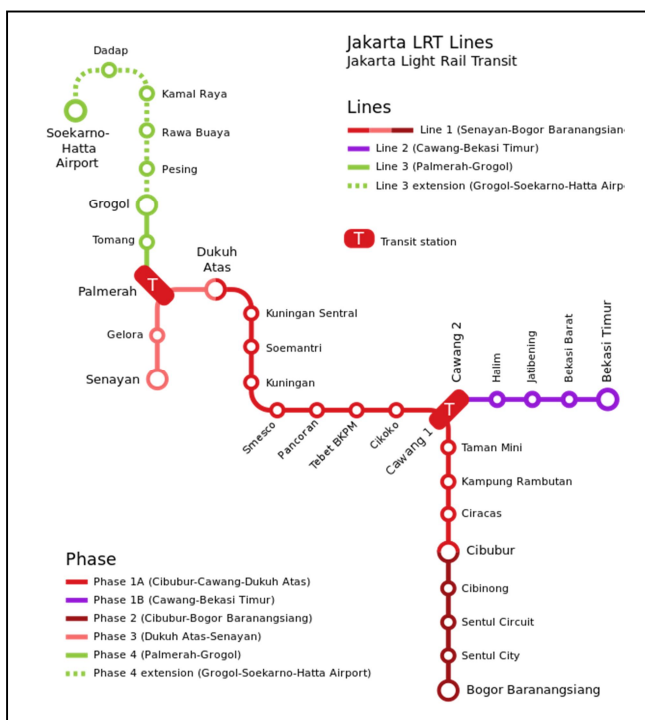 Jakarta LRT Lines
Jakarta Light Rail Transit
Lines
Line 1 (Senayan-Bogor Baranangsian
Line 2 (Cawang-Bekasi Timur)
Line 3 (Palmerah-Grogol)
Line 3 extension (Grogol-Soekarno-Hatta Airp
T
Transit station
Dadap
Kamal Raya
Soekarno-
Hatta
Airport
Rawa Buaya
Pesing
Grogol
Tomang
Dukuh
Atas
T
Palmerah
Gelora
Senayan
Kuningan Sentral
Soemantri
Kuningan
Smesco
Pancoran
Tebet BKPM
Cikoko
Cawang 1
Cawang 2
T
Halim
Jatibening
Bekasi Barat
Bekasi Timur
Taman Mini
Kampung Rambutan
Ciracas
Cibubur
Cibinong
Sentul Circuit
Sentul City
Bogor Baranangsiang
Phase
Phase 1A (Cibubur-Cawang-Dukuh Atas)
Phase 1B (Cawang-Bekasi Timur)
Phase 2 (Cibubur-Bogor Baranangsiang)
Phase 3 (Dukuh Atas-Senayan)
Phase 4 (Palmerah-Grogol)
Phase 4 extension (Grogol-Soekarno-Hatta Airport)